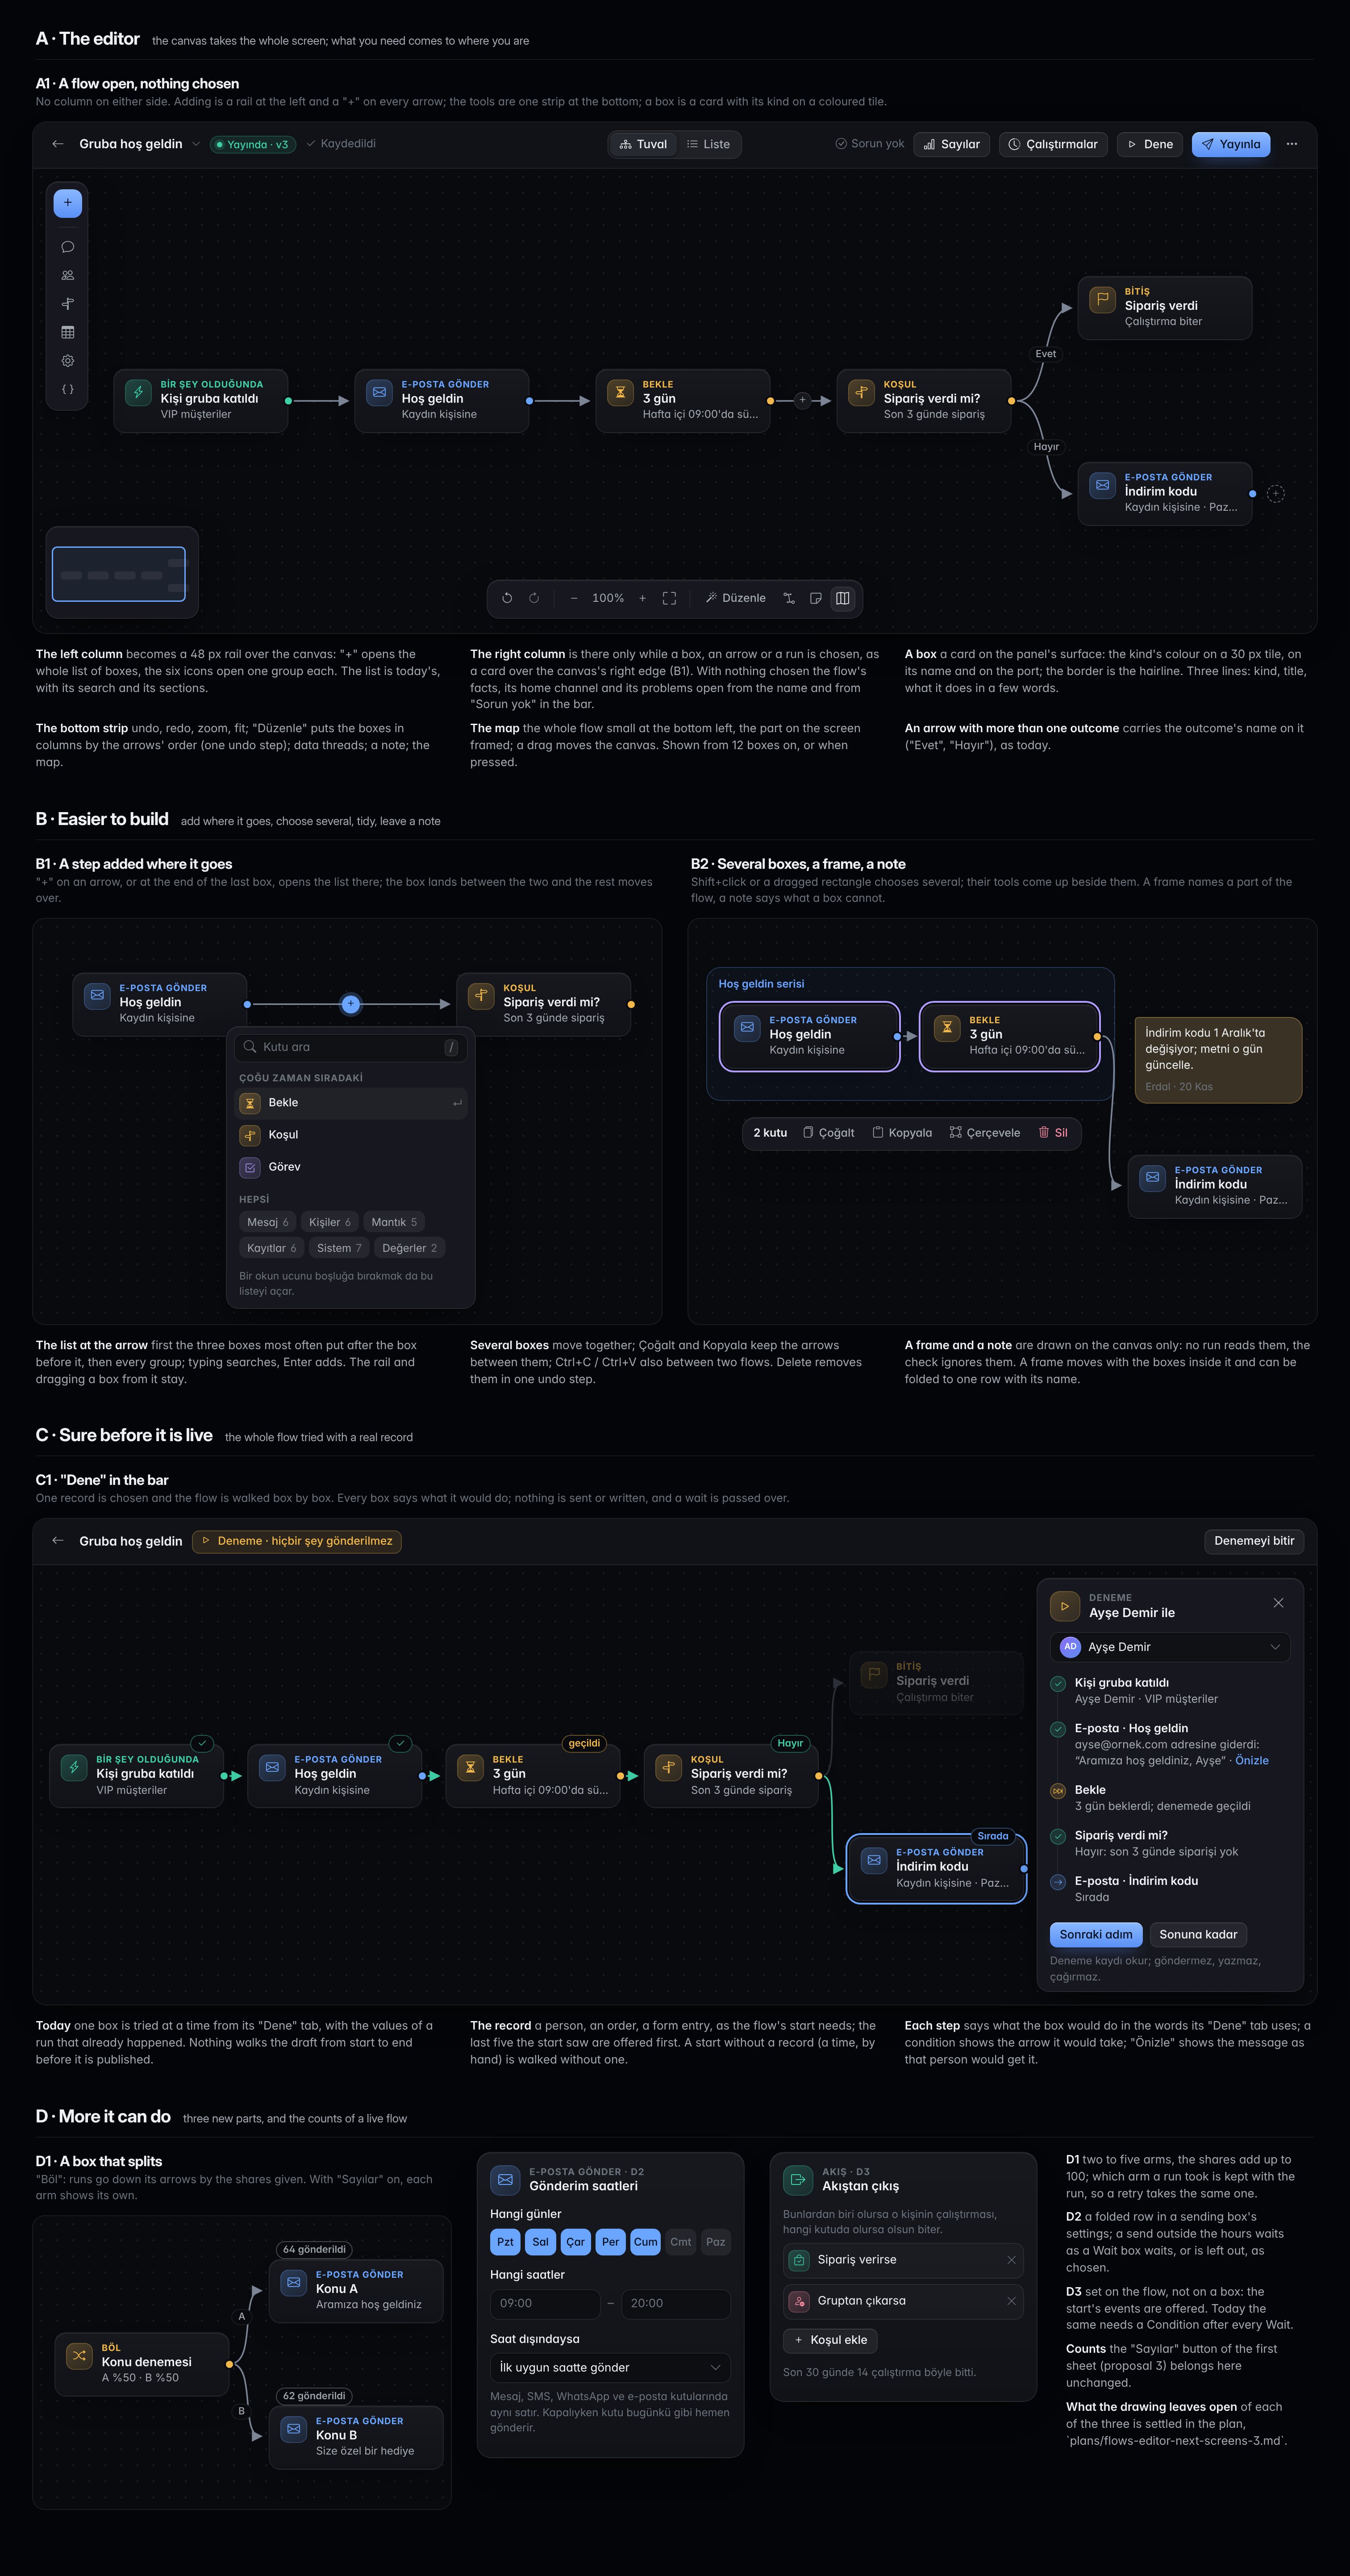 A · The editor the canvas takes the whole screen; what you need comes to where you are
A1 · A flow open, nothing chosen
No column on either side. Adding is a rail at the left and a "+" on every arrow; the tools are one strip at the bottom; a box is a card with its kind on a coloured tile.
Gruba hoş geldin
Yayında · v3
Kaydedildi
Tuval
Liste
Sorun yok
Sayılar
Çalıştırmalar
Dene
Yayınla
BİTİŞ
Sipariş verdi
Çalıştırma biter
Evet
BİR ŞEY OLDUĞUNDA
Kişi gruba katıldı
VIP müşteriler
E-POSTA GÖNDER
Hoş geldin
Kaydın kişisine
BEKLE
3 gün
Hafta içi 09:00'da sü...
KOŞUL
Sipariş verdi mi?
Son 3 günde sipariş
Hayır
E-POSTA GÖNDER
İndirim kodu
Kaydın kişisine · Paz...
100%
Düzenle
The left column becomes a 48 px rail over the canvas: "+" opens the
whole list of boxes, the six icons open one group each. The list is today's,
with its search and its sections.
The right column is there only while a box, an arrow or a run is chosen, as
a card over the canvas's right edge (B1). With nothing chosen the flow's
facts, its home channel and its problems open from the name and from
"Sorun yok" in the bar.
A box a card on the panel's surface: the kind's colour on a 30 px tile, on
its name and on the port; the border is the hairline. Three lines: kind, title,
what it does in a few words.
The bottom strip undo, redo, zoom, fit; "Düzenle" puts the boxes in
columns by the arrows' order (one undo step); data threads; a note; the
map.
The map the whole flow small at the bottom left, the part on the screen
framed; a drag moves the canvas. Shown from 12 boxes on, or when
pressed.
An arrow with more than one outcome carries the outcome's name on it
("Evet", "Hayır"), as today.
B · Easier to build add where it goes, choose several, tidy, leave a note
B1 · A step added where it goes
"+" on an arrow, or at the end of the last box, opens the list there; the box lands between the two and the rest moves
over.
E-POSTA GÖNDER
Hoş geldin
Kaydın kişisine
KOŞUL
Sipariş verdi mi?
Son 3 günde sipariş
Kutu ara
/
ÇOĞU ZAMAN SIRADAKİ
Bekle
Koşul
Görev
HEPSİ
Mesaj 6
Kişiler 6
Mantık 5
Kayıtlar 6
Sistem 7
Değerler 2
Bir okun ucunu boşluğa bırakmak da bu
listeyi açar.
B2 · Several boxes, a frame, a note
Shift+click or a dragged rectangle chooses several; their tools come up beside them. A frame names a part of the
flow, a note says what a box cannot.
Hoş geldin serisi
E-POSTA GÖNDER
Hoş geldin
Kaydın kişisine
BEKLE
3 gün
Hafta içi 09:00'da sü...
İndirim kodu 1 Aralık'ta
değişiyor; metni o gün
güncelle.
Erdal · 20 Kas
2 kutu
Çoğalt
Kopyala
Çerçevele
Sil
E-POSTA GÖNDER
İndirim kodu
Kaydın kişisine · Paz...
The list at the arrow first the three boxes most often put after the box
before it, then every group; typing searches, Enter adds. The rail and
dragging a box from it stay.
Several boxes move together; Çoğalt and Kopyala keep the arrows
between them; Ctrl+C / Ctrl+V also between two flows. Delete removes
them in one undo step.
A frame and a note are drawn on the canvas only: no run reads them, the
check ignores them. A frame moves with the boxes inside it and can be
folded to one row with its name.
C · Sure before it is live the whole flow tried with a real record
C1 · "Dene" in the bar
One record is chosen and the flow is walked box by box. Every box says what it would do; nothing is sent or written, and a wait is passed over.
Gruba hoş geldin
Deneme · hiçbir şey gönderilmez
Denemeyi bitir
BİTİŞ
Sipariş verdi
Çalıştırma biter
BİR ŞEY OLDUĞUNDA
Kişi gruba katıldı
VIP müşteriler
E-POSTA GÖNDER
Hoş geldin
Kaydın kişisine
geçildi
BEKLE
3 gün
Hafta içi 09:00'da sü...
Hayır
KOŞUL
Sipariş verdi mi?
Son 3 günde sipariş
Sırada
E-POSTA GÖNDER
İndirim kodu
Kaydın kişisine · Paz...
DENEME
Ayşe Demir ile
AD
Ayşe Demir
Kişi gruba katıldı
Ayşe Demir · VIP müşteriler
E-posta · Hoş geldin
ayse@ornek.com adresine giderdi:
“Aramıza hoş geldiniz, Ayşe” · Önizle
Bekle
3 gün beklerdi; denemede geçildi
Sipariş verdi mi?
Hayır: son 3 günde siparişi yok
E-posta · İndirim kodu
Sırada
Sonraki adım
Sonuna kadar
Deneme kaydı okur; göndermez, yazmaz,
çağırmaz.
Today one box is tried at a time from its "Dene" tab, with the values of a
run that already happened. Nothing walks the draft from start to end
before it is published.
The record a person, an order, a form entry, as the flow's start needs; the
last five the start saw are offered first. A start without a record (a time, by
hand) is walked without one.
Each step says what the box would do in the words its "Dene" tab uses; a
condition shows the arrow it would take; "Önizle" shows the message as
that person would get it.
D · More it can do three new parts, and the counts of a live flow
D1 · A box that splits
"Böl": runs go down its arrows by the shares given. With "Sayılar" on, each
arm shows its own.
64 gönderildi
E-POSTA GÖNDER
Konu A
Aramıza hoş geldiniz
A
BÖL
Konu denemesi
A %50 · B %50
62 gönderildi
B
E-POSTA GÖNDER
Konu B
Size özel bir hediye
E-POSTA GÖNDER · D2
Gönderim saatleri
Hangi günler
Pzt
Sal
Çar
Per
Cum
Cmt
Paz
Hangi saatler
09:00
–
20:00
Saat dışındaysa
İlk uygun saatte gönder
Mesaj, SMS, WhatsApp ve e-posta kutularında
aynı satır. Kapalıyken kutu bugünkü gibi hemen
gönderir.
AKIŞ · D3
Akıştan çıkış
Bunlardan biri olursa o kişinin çalıştırması,
hangi kutuda olursa olsun biter.
Sipariş verirse
Gruptan çıkarsa
+ Koşul ekle
Son 30 günde 14 çalıştırma böyle bitti.
D1 two to five arms, the shares add up to
100; which arm a run took is kept with the
run, so a retry takes the same one.
D2 a folded row in a sending box's
settings; a send outside the hours waits
as a Wait box waits, or is left out, as
chosen.
D3 set on the flow, not on a box: the
start's events are offered. Today the
same needs a Condition after every Wait.
Counts the "Sayılar" button of the first
sheet (proposal 3) belongs here
unchanged.
What the drawing leaves open of each
of the three is settled in the plan,
`plans/flows-editor-next-screens-3.md`.